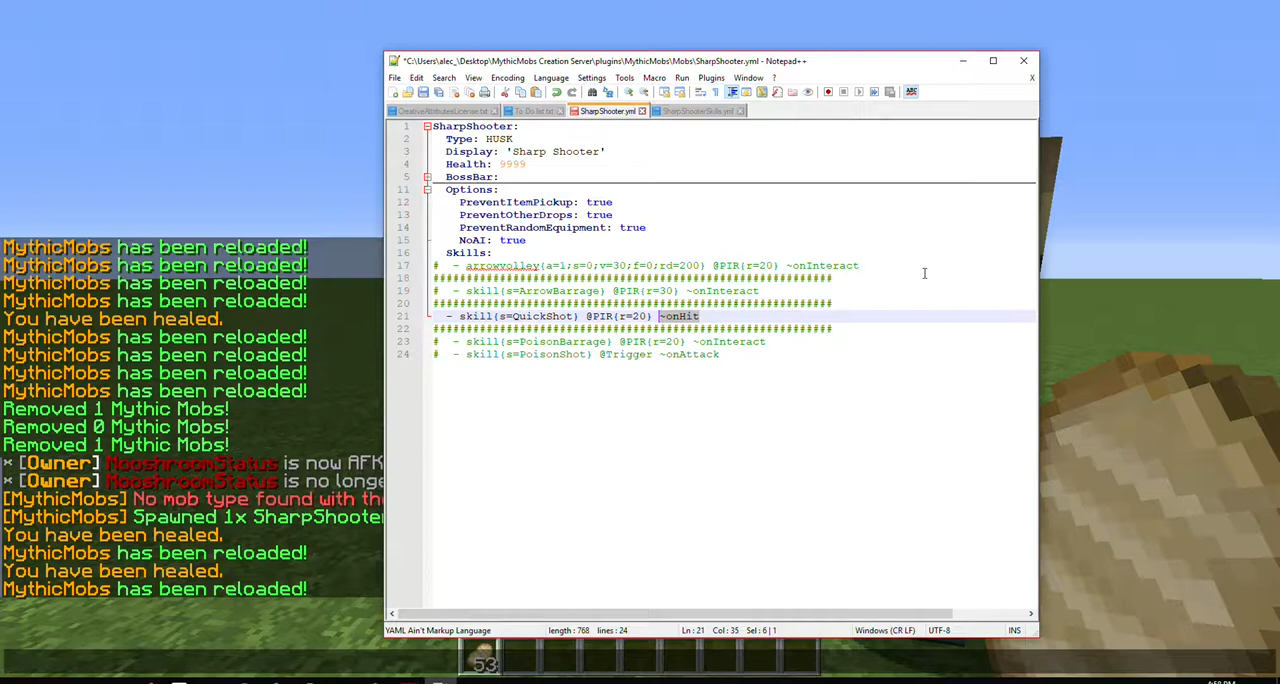 *C:\Users\alec_\Desktop\MythicMobs Creation Server\plugins\MythicMobs\Mobs\SharpShooter.yml - Notepad++
File Edit Search View Encoding Language Settings Tools Macro Run Plugins Window ? X
CreativeAttributesLicense.txt To Do list.txt SharpShooter.yml SharpShooterSkills.yml
1 SharpShooter:
2 Type: HUSK
3 Display: 'Sharp Shooter'
4 Health: 9999
5 BossBar:
11 Options:
12 PreventItemPickup: true
13 PreventOtherDrops: true
14 PreventRandomEquipment: true
15 NoAI: true
16 Skills:
17 # - arrowvolley{a=1;s=0;v=30;f=0;rd=200} @PIR{r=20} ~onInteract
18 ############################################################
19 # - skill{s=ArrowBarrage} @PIR{r=30} ~onInteract
20 ############################################################
21 - skill{s=QuickShot} @PIR{r=20} ~onHit
22 ############################################################
23 # - skill{s=PoisonBarrage} @PIR{r=20} ~onInteract
24 # - skill{s=PoisonShot} @Trigger ~onAttack
YAML Ain't Markup Language length : 768 lines : 24 Ln : 21 Col : 35 Sel : 6 | 1 Windows (CR LF) UTF-8 INS
MythicMobs has been reloaded!
MythicMobs has been reloaded!
MythicMobs has been reloaded!
MythicMobs has been reloaded!
You have been healed.
MythicMobs has been reloaded!
MythicMobs has been reloaded!
MythicMobs has been reloaded!
MythicMobs has been reloaded!
Removed 1 Mythic Mobs!
Removed 0 Mythic Mobs!
Removed 1 Mythic Mobs!
* [Owner] MooshroomStatus is now AFK
* [Owner] MooshroomStatus is no longe
[MythicMobs] No mob type found with the
[MythicMobs] Spawned 1x SharpShooter
You have been healed.
MythicMobs has been reloaded!
You have been healed.
MythicMobs has been reloaded!
53